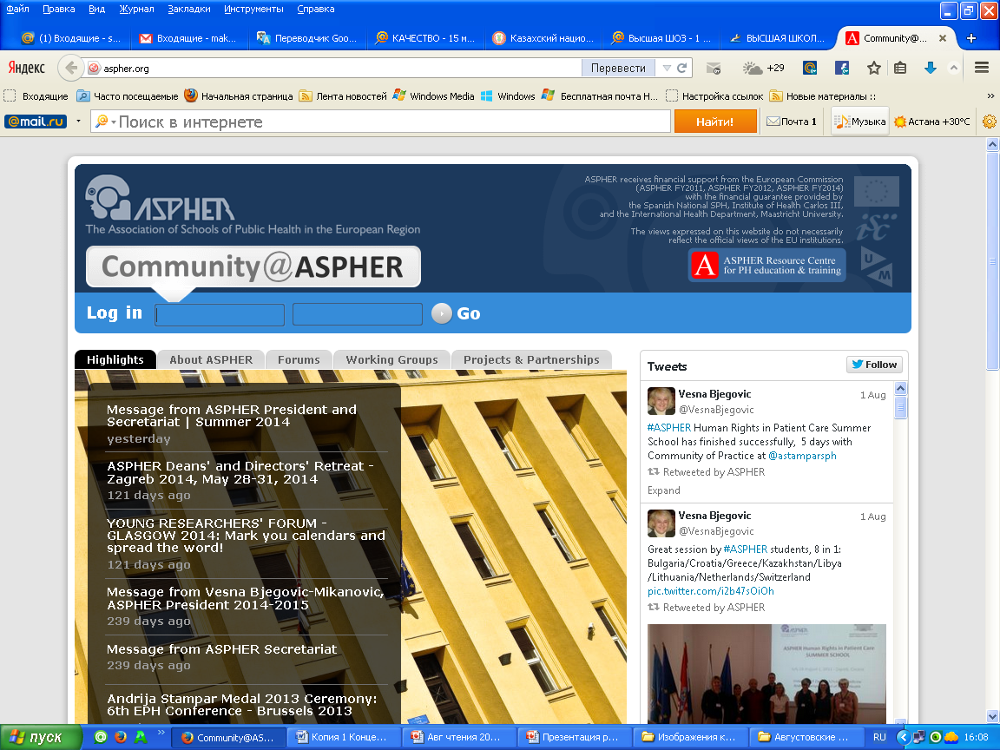 Файл Правка Вид Журнал Закладки Инструменты Справка
(1) Входящие - s... Входящие - mak... Переводчик Goo... КАЧЕСТВО - 15 м... Казахский нацио... Высшая ШОЗ - 1 ... ВЫСШАЯ ШКОЛ... Community@...
Яндекс aspher.org Перевести +29
Входящие Часто посещаемые Начальная страница Лента новостей Windows Media Windows Бесплатная почта H... Настройка ссылок Новые материалы ::
@mail.ru Поиск в интернете Найти! Почта 1 Музыка Астана +30°C
ASPHER
The Association of Schools of Public Health in the European Region
Community@ASPHER
ASPHER receives financial support from the European Commission
(ASPHER FY2011, ASPHER FY2012, ASPHER FY2014)
with the financial guarantee provided by
the Spanish National SPH, Institute of Health Carlos III,
and the International Health Department, Maastricht University.
The views expressed on this website do not necessarily
reflect the official views of the EU institutions.
isc
U
M
A
ASPHER Resource Centre
for PH education & training
Log in Go
Highlights About ASPHER Forums Working Groups Projects & Partnerships
Message from ASPHER President and
Secretariat | Summer 2014
yesterday
ASPHER Deans' and Directors' Retreat -
Zagreb 2014, May 28-31, 2014
121 days ago
YOUNG RESEARCHERS' FORUM -
GLASGOW 2014: Mark you calendars and
spread the word!
121 days ago
Message from Vesna Bjegovic-Mikanovic,
ASPHER President 2014-2015
239 days ago
Message from ASPHER Secretariat
239 days ago
Andrija Stampar Medal 2013 Ceremony:
6th EPH Conference - Brussels 2013
Tweets Follow
Vesna Bjegovic 1 Aug
@VesnaBjegovic
#ASPHER Human Rights in Patient Care Summer
School has finished successfully, 5 days with
Community of Practice at @astamparsph
Retweeted by ASPHER
Expand
Vesna Bjegovic 1 Aug
@VesnaBjegovic
Great session by #ASPHER students, 8 in 1:
Bulgaria/Croatia/Greece/Kazakhstan/Libya
/Lithuania/Netherlands/Switzerland
pic.twitter.com/i2b47sOiOh
Retweeted by ASPHER
ASPHER Human Rights in Patient Care
SUMMER SCHOOL
пуск Community@AS... Копия 1 Конце... Авг чтения 20... Презентация р... Изображения к... Августовские ... RU 16:08